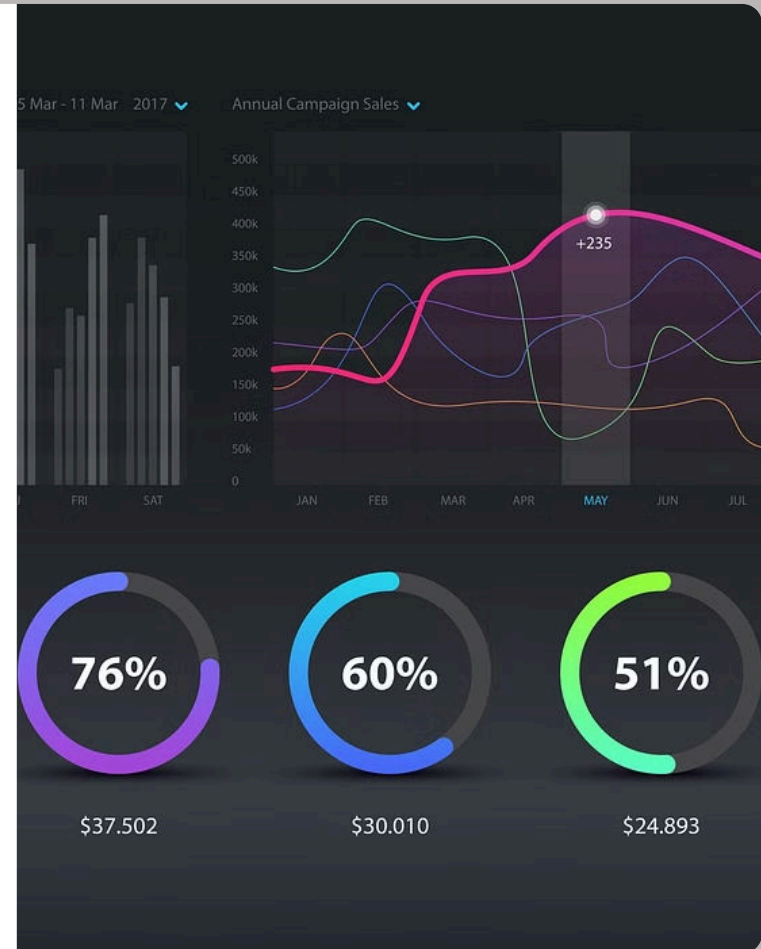 5 Mar - 11 Mar 2017
Annual Campaign Sales
500k
450k
400k
350k
300k
250k
200k
150k
100k
50k
0
+235
FRI SAT
JAN FEB MAR APR MAY JUN JUL
76% 60% 51%
$37.502 $30.010 $24.893